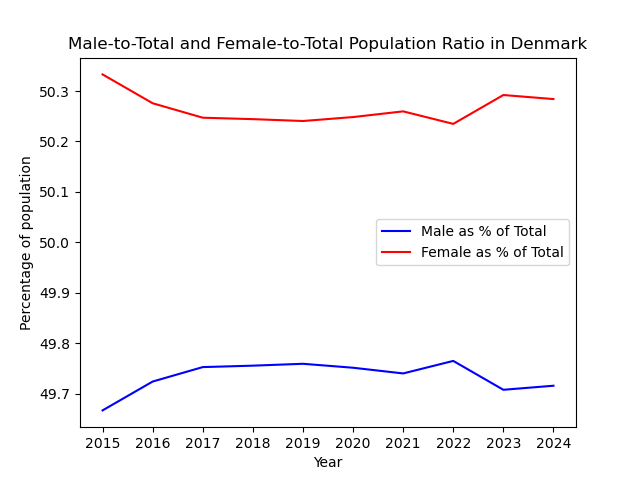 Male-to-Total and Female-to-Total Population Ratio in Denmark
Percentage of population
50.3
50.2
50.1
50.0
49.9
49.8
49.7
Male as % of Total
Female as % of Total
2015 2016 2017 2018 2019 2020 2021 2022 2023 2024
Year